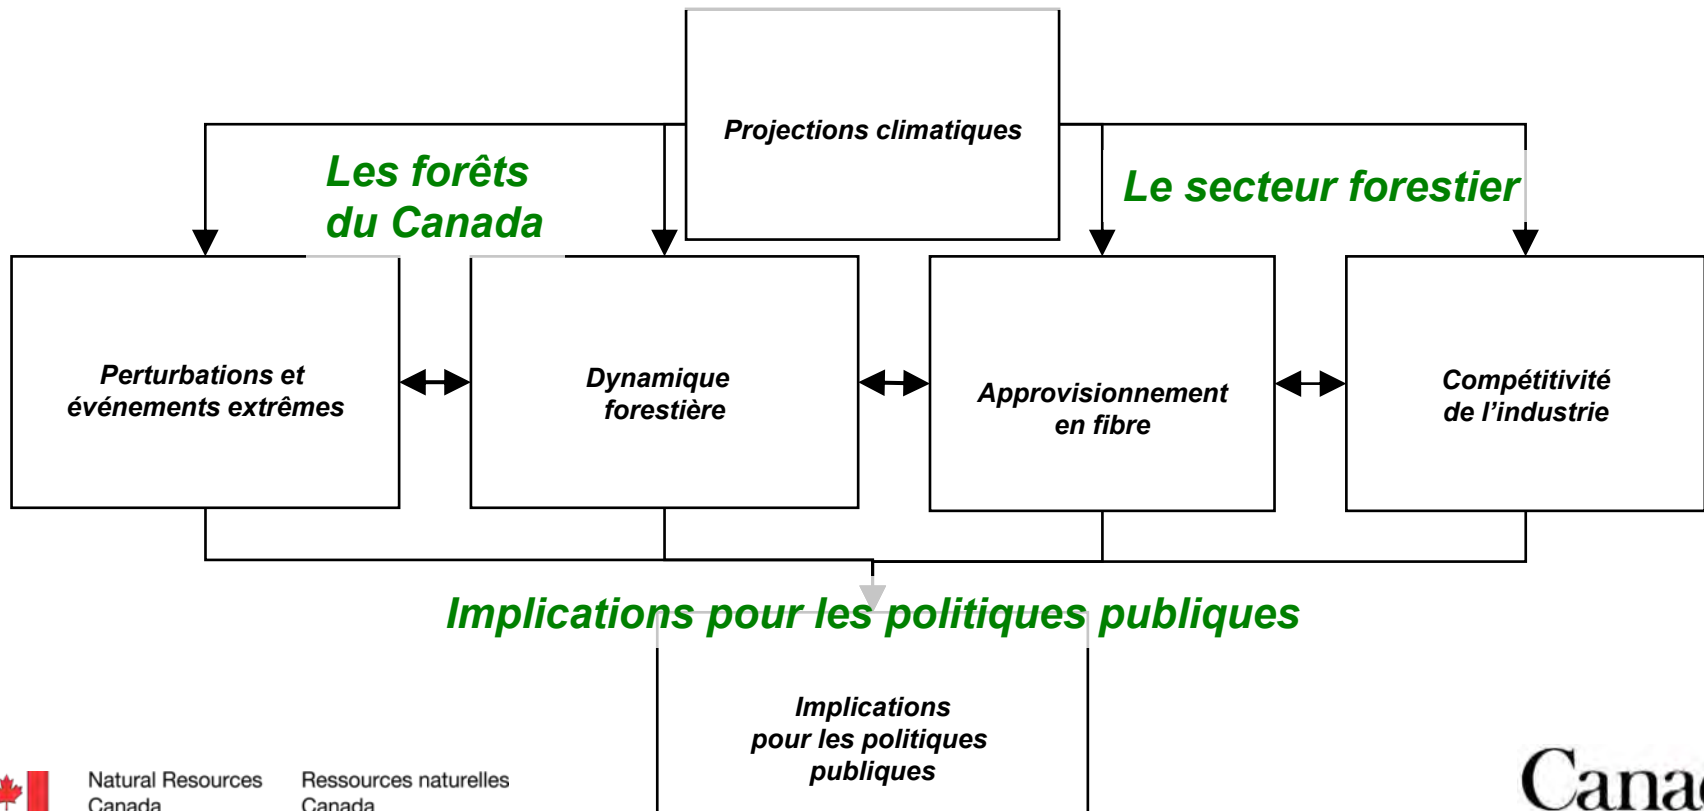 Projections climatiques
Les forêts
du Canada
Le secteur forestier
Perturbations et
événements extrêmes
Dynamique
forestière
Approvisionnement
en fibre
Compétitivité
de l'industrie
Implications pour les politiques publiques
Implications
pour les politiques
publiques
Natural Resources
Canada
Ressources naturelles
Canada
Cana